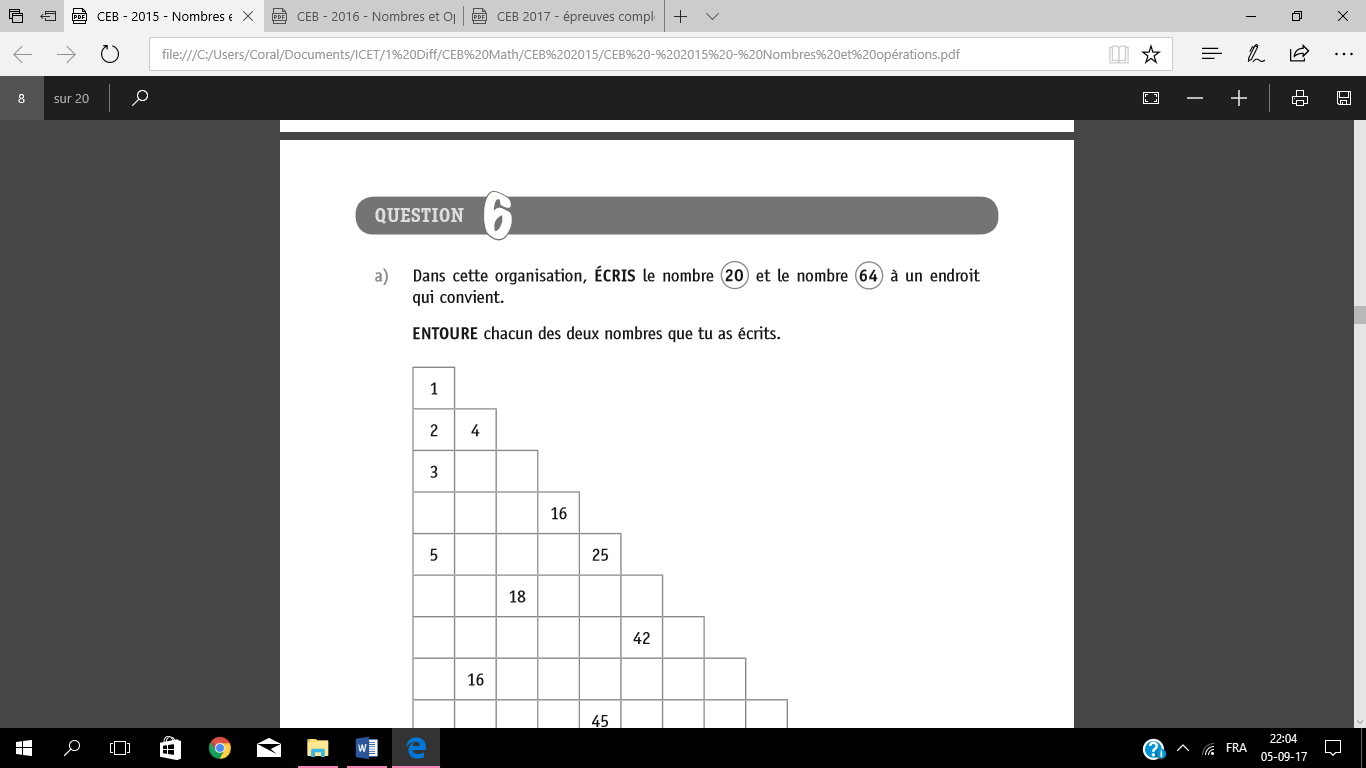 CEB - 2015 - Nombres e
CEB - 2016 - Nombres et Op
CEB 2017 - épreuves compl
file:///C:/Users/Coral/Documents/ICET/1%20Diff/CEB%20Math/CEB%202015/CEB%20-%202015%20-%20Nombres%20et%20opérations.pdf
8 sur 20
QUESTION 6
a) Dans cette organisation, ÉCRIS le nombre 20 et le nombre 64 à un endroit
qui convient.
ENTOURE chacun des deux nombres que tu as écrits.
1
2 4
3
16
5 25
18
42
16
45
FRA
22:04
05-09-17